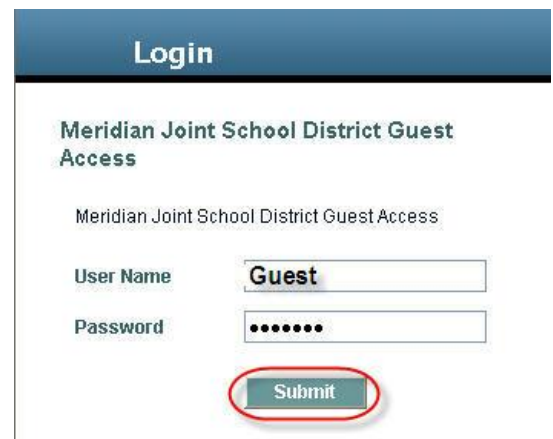 Login
Meridian Joint School District Guest
Access
Meridian Joint School District Guest Access
User Name Guest
Password •••••••
Submit